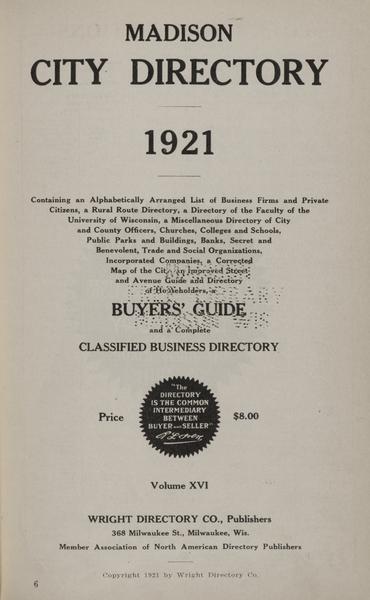 MADISON
CITY DIRECTORY
1921
Containing an Alphabetically Arranged List of Business Firms and Private
Citizens, a Rural Route Directory, a Directory of the Faculty of the
University of Wisconsin, a Miscellaneous Directory of City
and County Officers, Churches, Colleges and Schools,
Public Parks and Buildings, Banks, Secret and
Benevolent, Trade and Social Organizations,
Incorporated Companies, a Corrected
Map of the City, an Improved Street
and Avenue Guide and Directory
of Householders, a
BUYERS' GUIDE
and a Complete
CLASSIFIED BUSINESS DIRECTORY
Price
"The
DIRECTORY
IS THE COMMON
INTERMEDIARY
BETWEEN
BUYER and SELLER"
$8.00
Volume XVI
WRIGHT DIRECTORY CO., Publishers
368 Milwaukee St., Milwaukee, Wis.
Member Association of North American Directory Publishers
Copyright 1921 by Wright Directory Co.
6